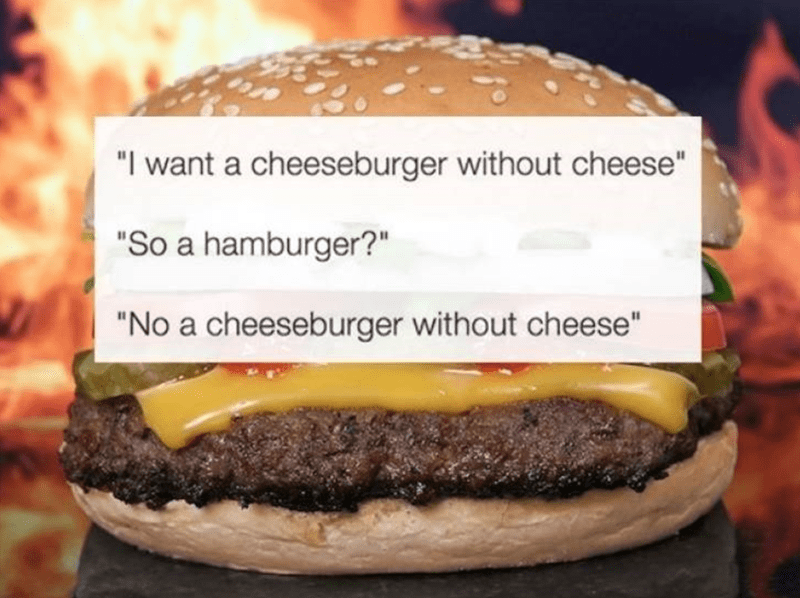 "I want a cheeseburger without cheese"
"So a hamburger?"
"No a cheeseburger without cheese"